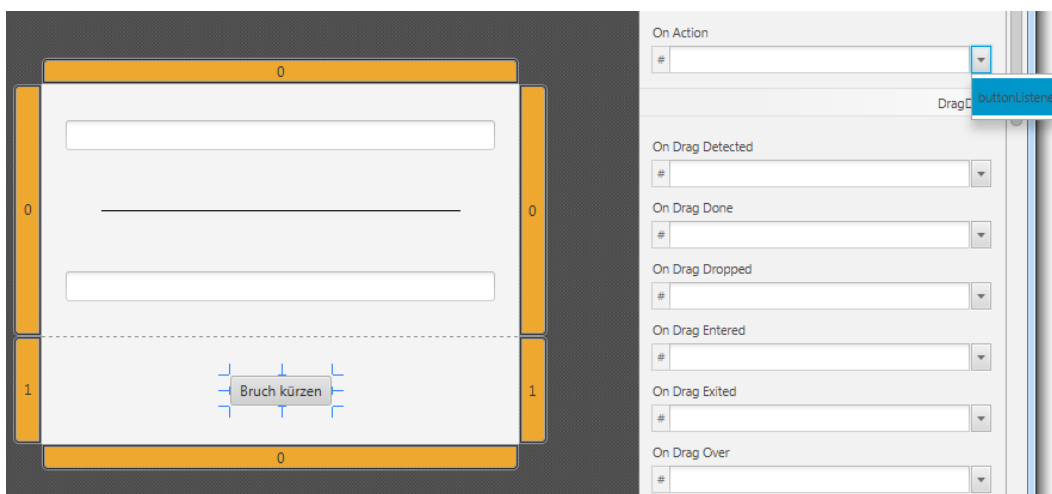 On Action
#
0
buttonListene
DragD
On Drag Detected
#
0
0
On Drag Done
#
On Drag Dropped
#
On Drag Entered
#
1
Bruch kürzen
1
On Drag Exited
#
0
On Drag Over
#